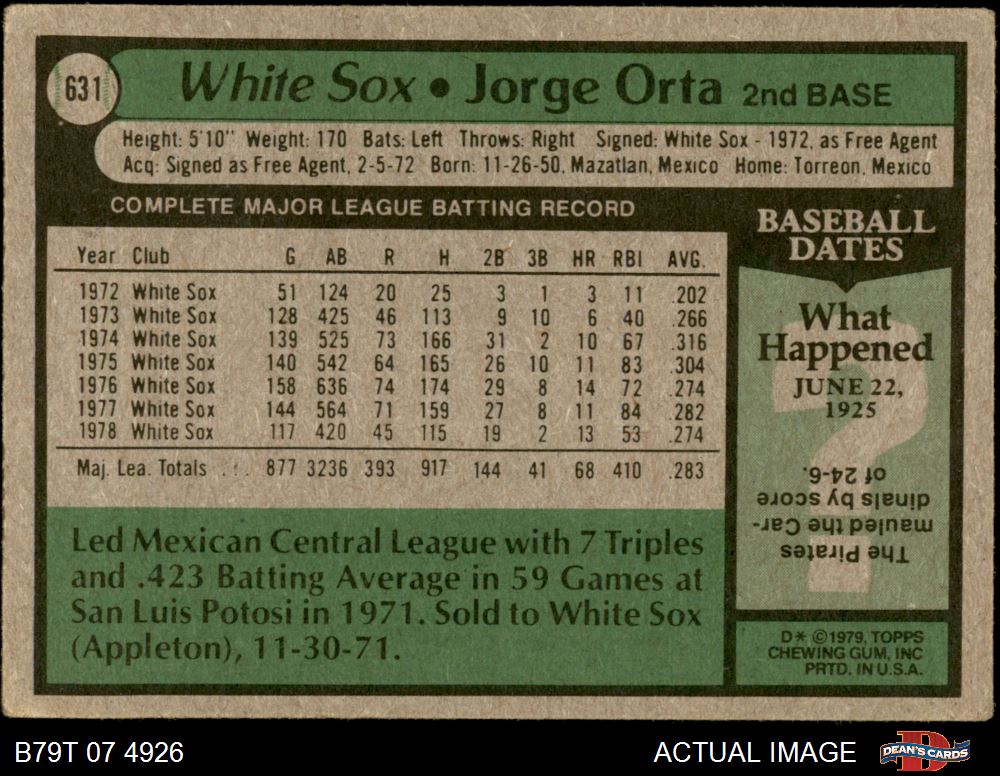 631
White Sox • Jorge Orta 2nd BASE
Height: 5'10" Weight: 170 Bats: Left Throws: Right Signed: White Sox - 1972, as Free Agent
Acq: Signed as Free Agent, 2-5-72 Born: 11-26-50, Mazatlan, Mexico Home: Torreon, Mexico
COMPLETE MAJOR LEAGUE BATTING RECORD
Year Club G AB R H 2B 3B HR RBI AVG.
1972 White Sox 51 124 20 25 3 1 3 11 .202
1973 White Sox 128 425 46 113 9 10 6 40 .266
1974 White Sox 139 525 73 166 31 2 10 67 .316
1975 White Sox 140 542 64 165 26 10 11 83 .304
1976 White Sox 158 636 74 174 29 8 14 72 .274
1977 White Sox 144 564 71 159 27 8 11 84 .282
1978 White Sox 117 420 45 115 19 2 13 53 .274
Maj. Lea. Totals ... 877 3236 393 917 144 41 68 410 .283
Led Mexican Central League with 7 Triples
and .423 Batting Average in 59 Games at
San Luis Potosi in 1971. Sold to White Sox
(Appleton), 11-30-71.
BASEBALL
DATES
What
Happened
JUNE 22,
1925
?
The Pirates
mauled the Car-
dinals by score
of 24-6.
D* ©1979, TOPPS
CHEWING GUM, INC
PRTD. IN U.S.A.
B79T 07 4926
ACTUAL IMAGE
D
DEAN'S CARDS